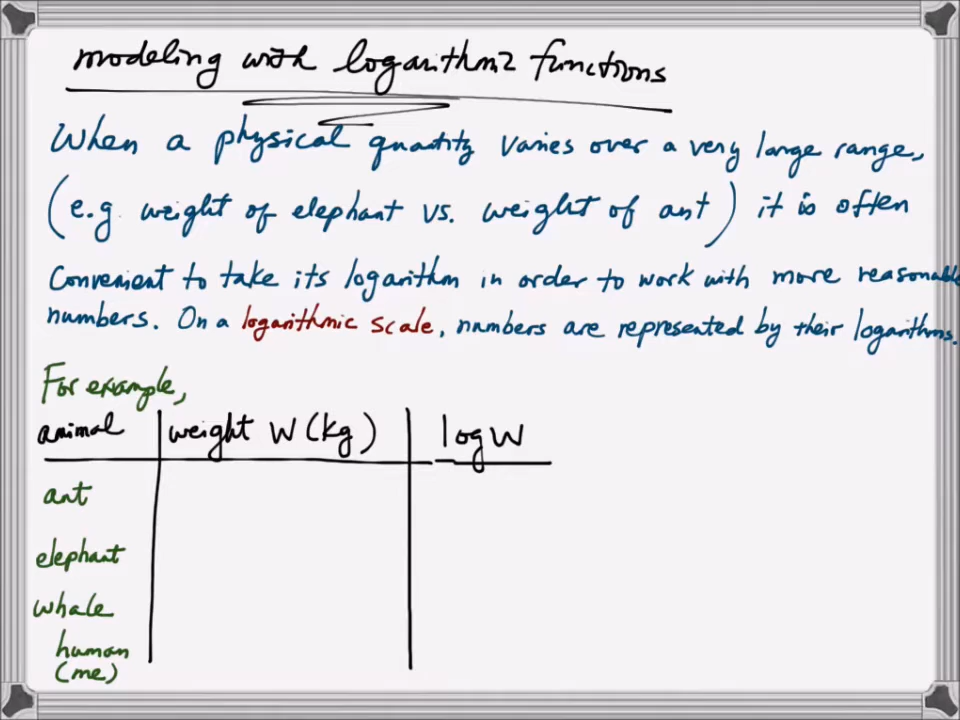 modeling with logarithmic functions
When a physical quantity varies over a very large range,
(e.g. weight of elephant vs. weight of ant) it is often
Convenient to take its logarithm in order to work with more reasonable
numbers. On a logarithmic scale, numbers are represented by their logarithms.
For example,
animal weight W (kg) log W
ant
elephant
whale
human
(me)